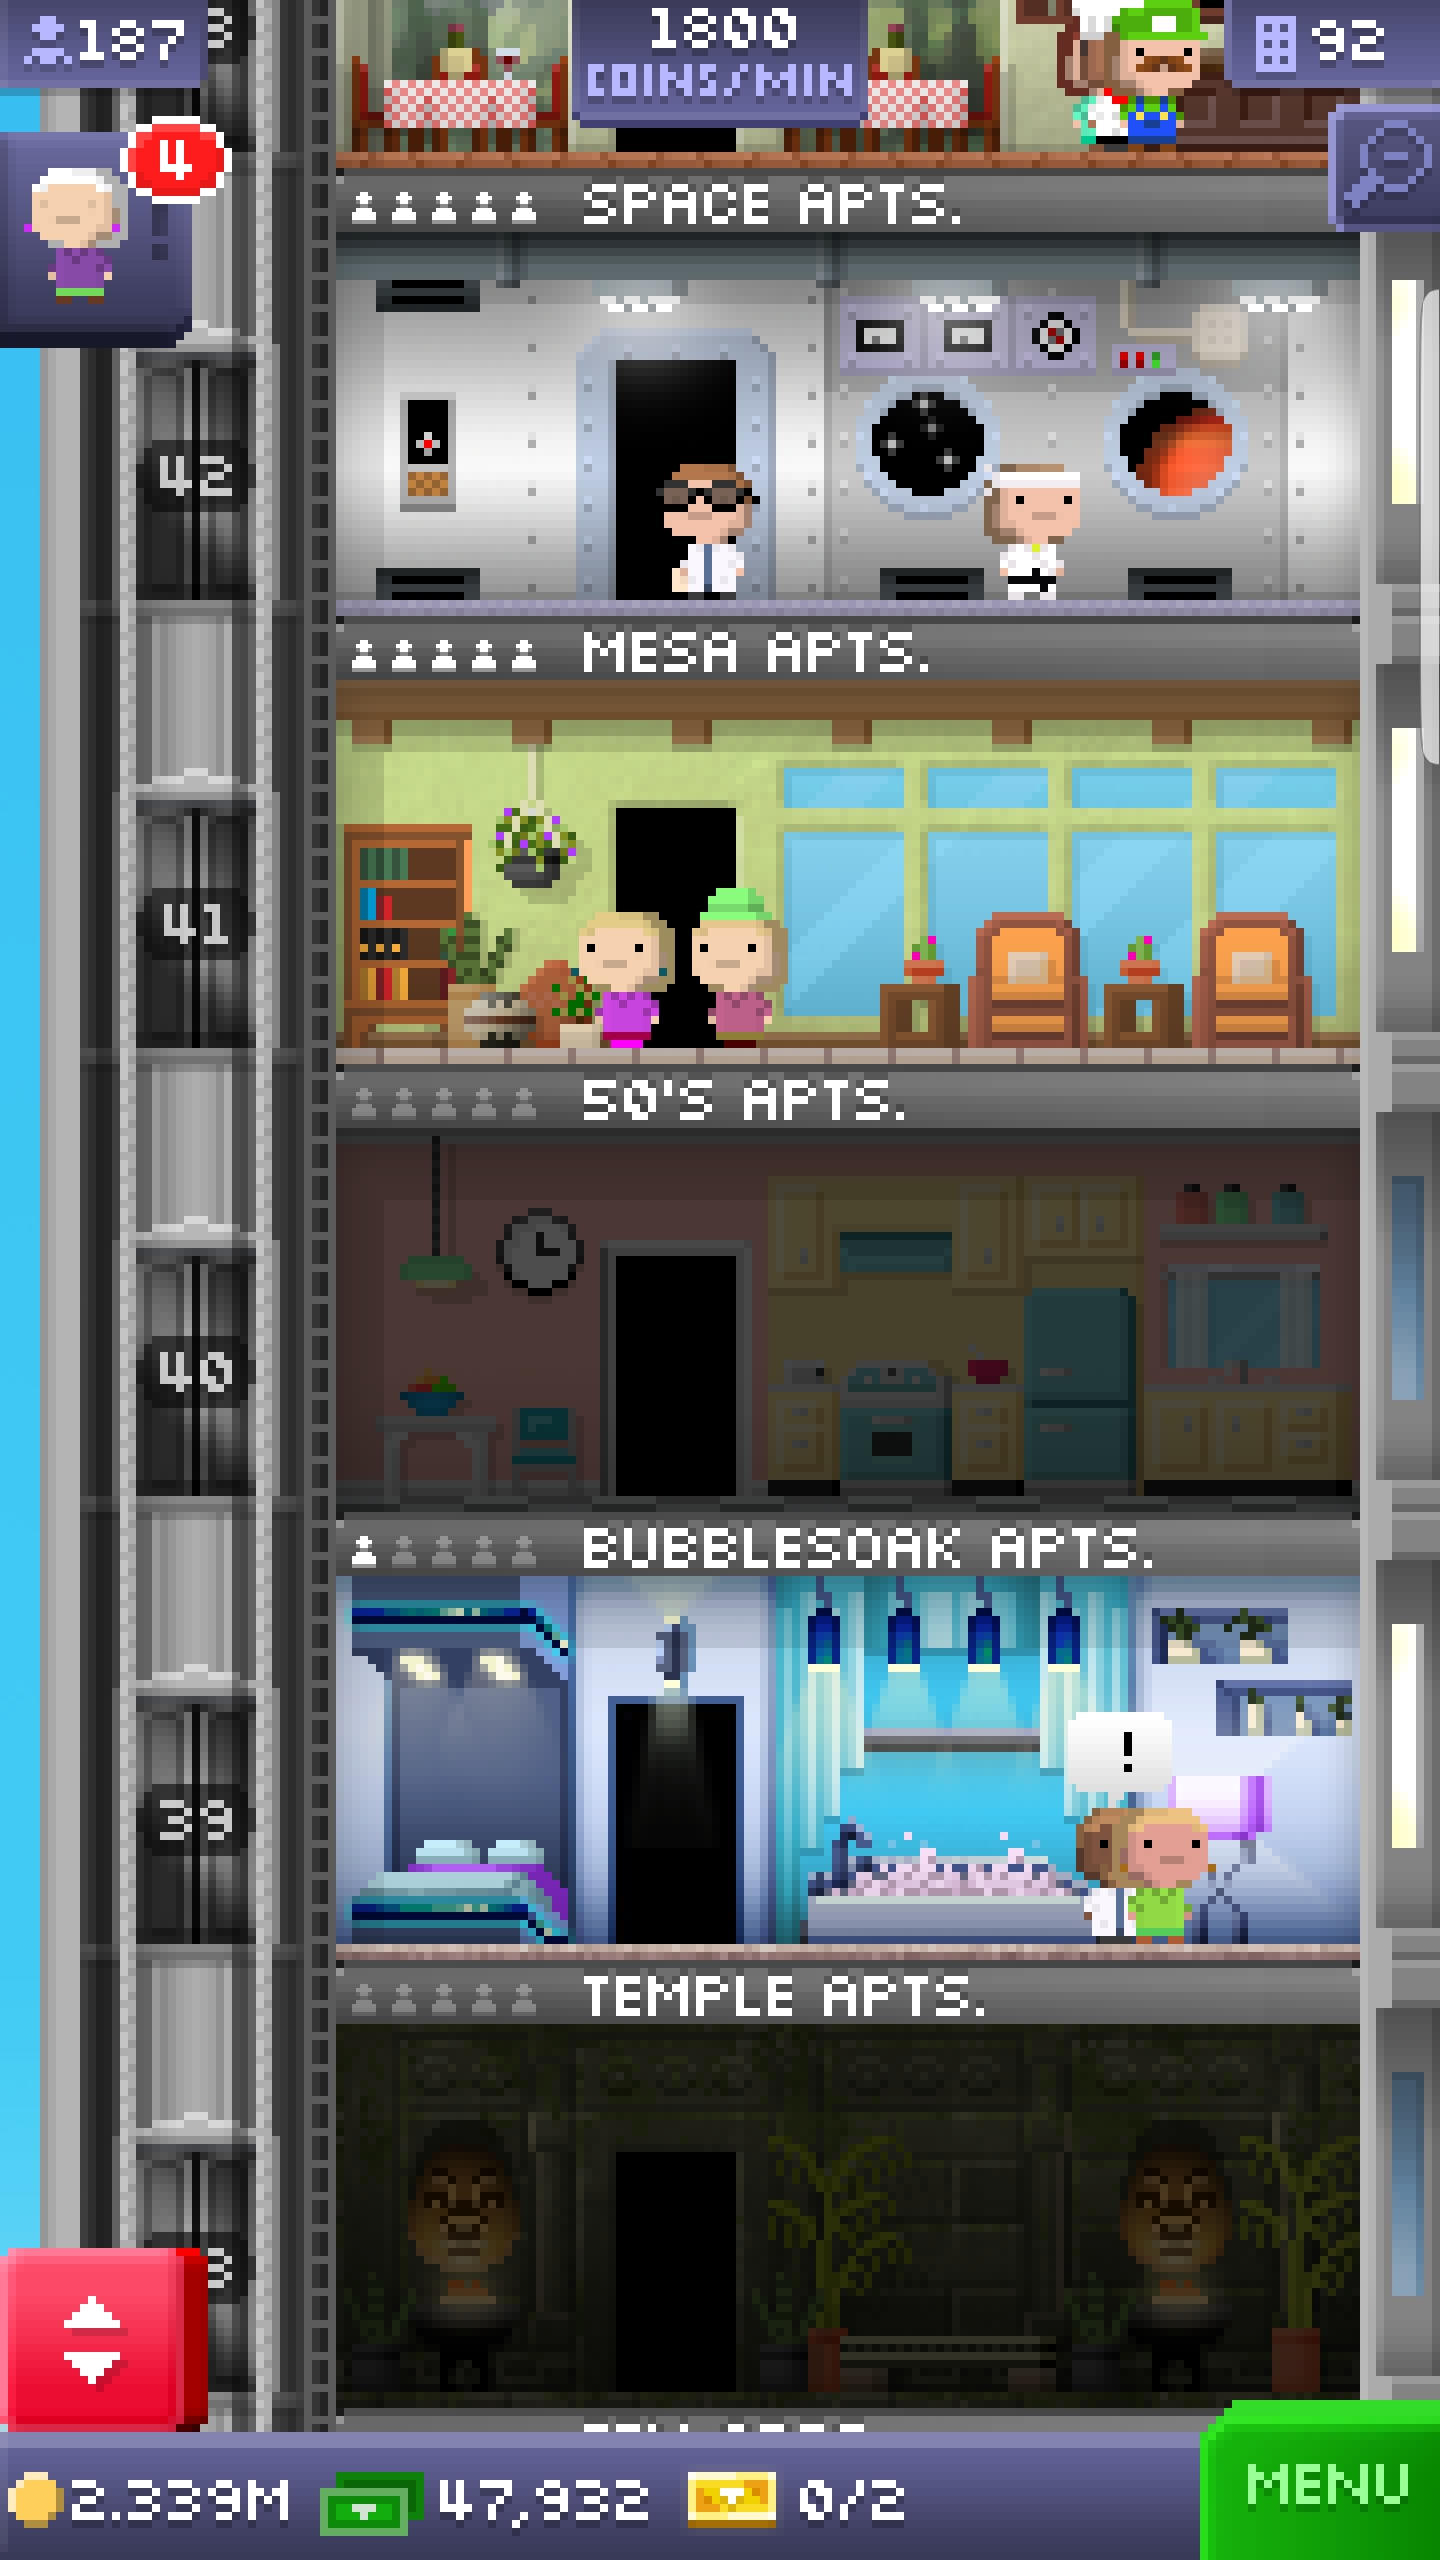 187
1800
COINS/MIN
92
4
SPACE APTS.
42
MESA APTS.
41
50'S APTS.
40
BUBBLESOAK APTS.
!
39
TEMPLE APTS.
2.339M
47,932
0/2
MENU